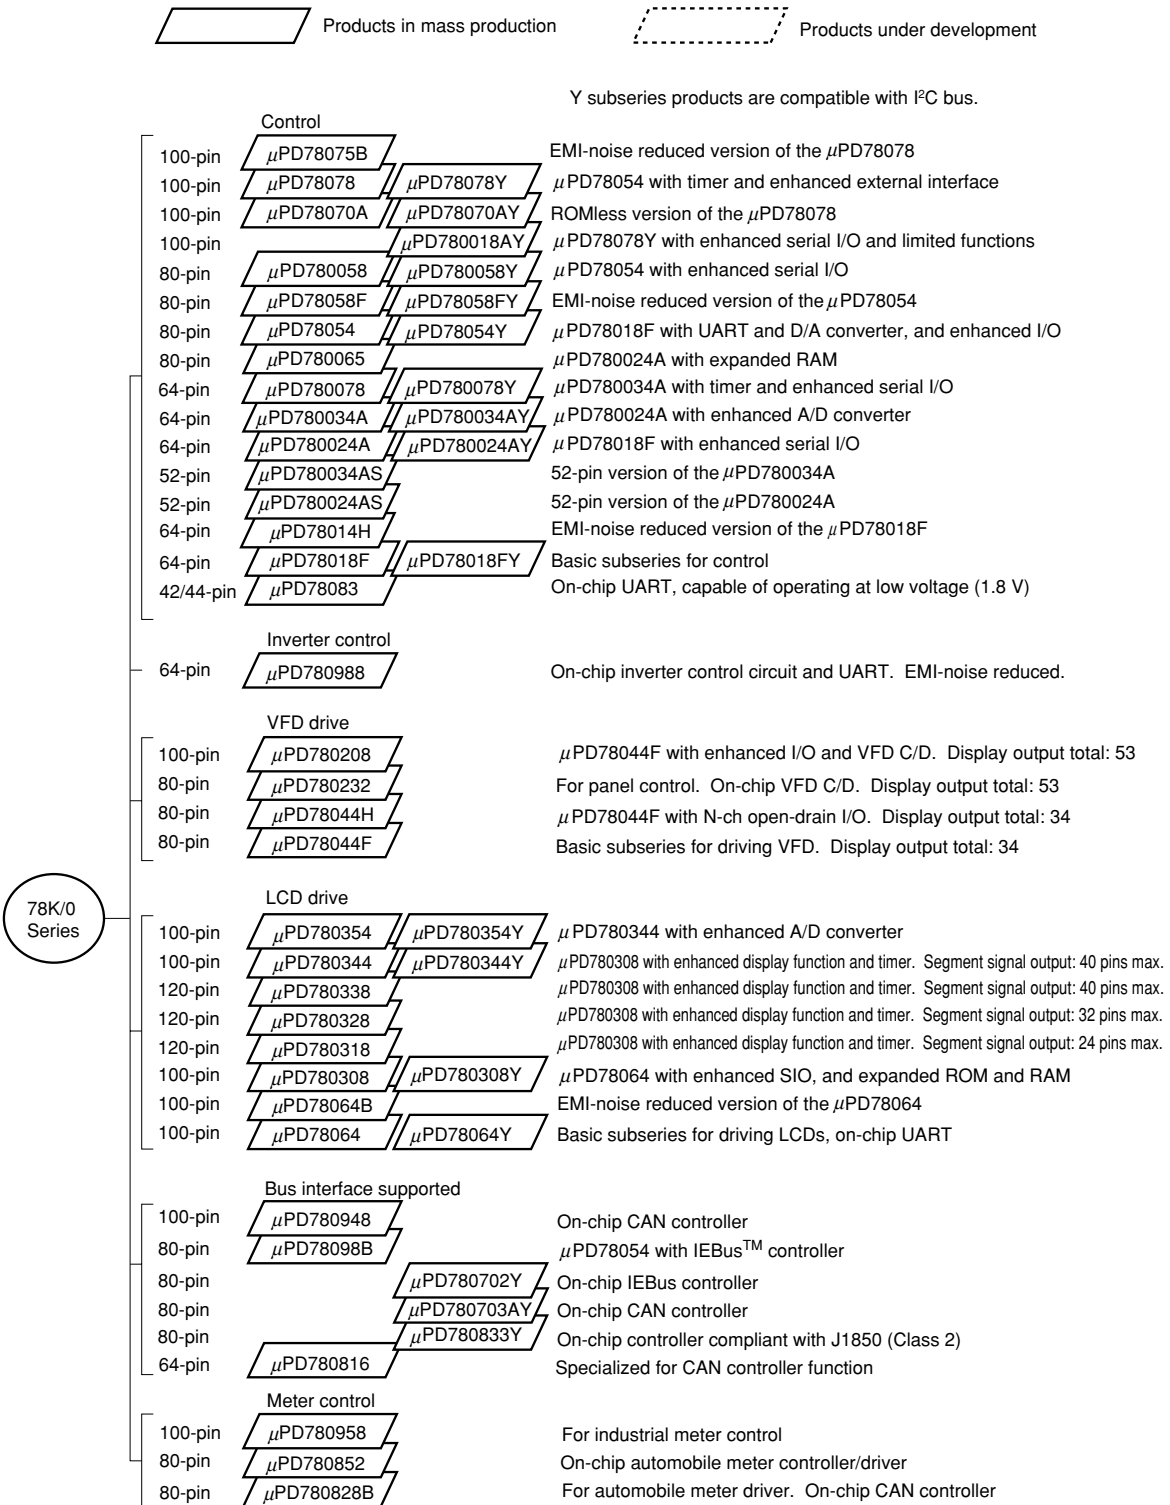 Products in mass production Products under development
Y subseries products are compatible with I²C bus.
Control
100-pin μPD78075B EMI-noise reduced version of the μPD78078
100-pin μPD78078 μPD78078Y μPD78054 with timer and enhanced external interface
100-pin μPD78070A μPD78070AY ROMless version of the μPD78078
100-pin μPD780018AY μPD78078Y with enhanced serial I/O and limited functions
80-pin μPD780058 μPD780058Y μPD78054 with enhanced serial I/O
80-pin μPD78058F μPD78058FY EMI-noise reduced version of the μPD78054
80-pin μPD78054 μPD78054Y μPD78018F with UART and D/A converter, and enhanced I/O
80-pin μPD780065 μPD780024A with expanded RAM
64-pin μPD780078 μPD780078Y μPD780034A with timer and enhanced serial I/O
64-pin μPD780034A μPD780034AY μPD780024A with enhanced A/D converter
64-pin μPD780024A μPD780024AY μPD78018F with enhanced serial I/O
52-pin μPD780034AS 52-pin version of the μPD780034A
52-pin μPD780024AS 52-pin version of the μPD780024A
64-pin μPD78014H EMI-noise reduced version of the μPD78018F
64-pin μPD78018F μPD78018FY Basic subseries for control
42/44-pin μPD78083 On-chip UART, capable of operating at low voltage (1.8 V)
Inverter control
64-pin μPD780988 On-chip inverter control circuit and UART. EMI-noise reduced.
VFD drive
100-pin μPD780208 μPD78044F with enhanced I/O and VFD C/D. Display output total: 53
80-pin μPD780232 For panel control. On-chip VFD C/D. Display output total: 53
80-pin μPD78044H μPD78044F with N-ch open-drain I/O. Display output total: 34
80-pin μPD78044F Basic subseries for driving VFD. Display output total: 34
78K/0
Series
LCD drive
100-pin μPD780354 μPD780354Y μPD780344 with enhanced A/D converter
100-pin μPD780344 μPD780344Y μPD780308 with enhanced display function and timer. Segment signal output: 40 pins max.
120-pin μPD780338 μPD780308 with enhanced display function and timer. Segment signal output: 40 pins max.
120-pin μPD780328 μPD780308 with enhanced display function and timer. Segment signal output: 32 pins max.
120-pin μPD780318 μPD780308 with enhanced display function and timer. Segment signal output: 24 pins max.
100-pin μPD780308 μPD780308Y μPD78064 with enhanced SIO, and expanded ROM and RAM
100-pin μPD78064B EMI-noise reduced version of the μPD78064
100-pin μPD78064 μPD78064Y Basic subseries for driving LCDs, on-chip UART
Bus interface supported
100-pin μPD780948 On-chip CAN controller
80-pin μPD78098B μPD78054 with IEBus™ controller
80-pin μPD780702Y On-chip IEBus controller
80-pin μPD780703AY On-chip CAN controller
80-pin μPD780833Y On-chip controller compliant with J1850 (Class 2)
64-pin μPD780816 Specialized for CAN controller function
Meter control
100-pin μPD780958 For industrial meter control
80-pin μPD780852 On-chip automobile meter controller/driver
80-pin μPD780828B For automobile meter driver. On-chip CAN controller